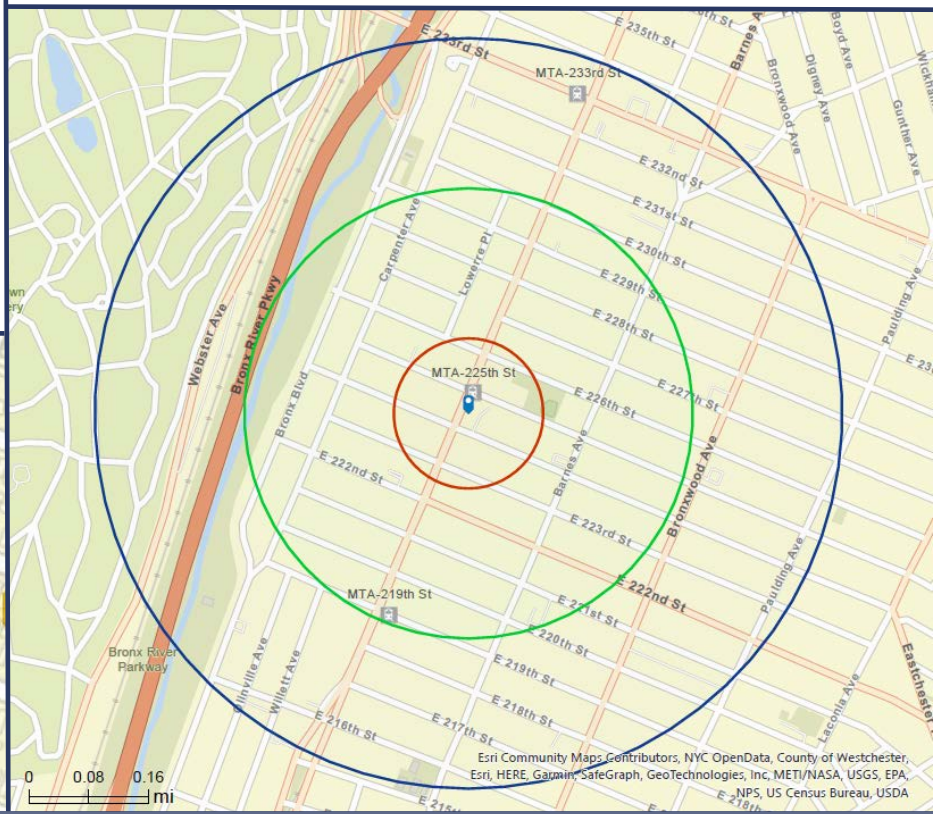 E 233rd St
MTA-233rd St
E 235th St
Barnes A
Bronxwood Ave
Digney Ave
Boyd Ave
Gunther Ave
E 232nd St
E 231st St
E 230th St
E 229th St
E 228th St
E 227th St
E 226th St
Carpenter Ave
Lowerre Pl
Webster Ave
Bronx River Pkwy
Bronx Blvd
MTA-225th St
Barnes Ave
Bronxwood Ave
Paulding Ave
E 222nd St
E 223rd St
E 222nd St
MTA-219th St
E 221st St
E 220th St
E 219th St
E 218th St
E 217th St
E 216th St
E 215t
E 218th
Paulding Ave
Laconia Ave
Eastchester
Bronx River
Parkway
Olinville Ave
Willett Ave
Esri Community Maps Contributors, NYC OpenData, County of Westchester,
Esri, HERE, Garmin, SafeGraph, GeoTechnologies, Inc, METI/NASA, USGS, EPA,
NPS, US Census Bureau, USDA
0 0.08 0.16
mi